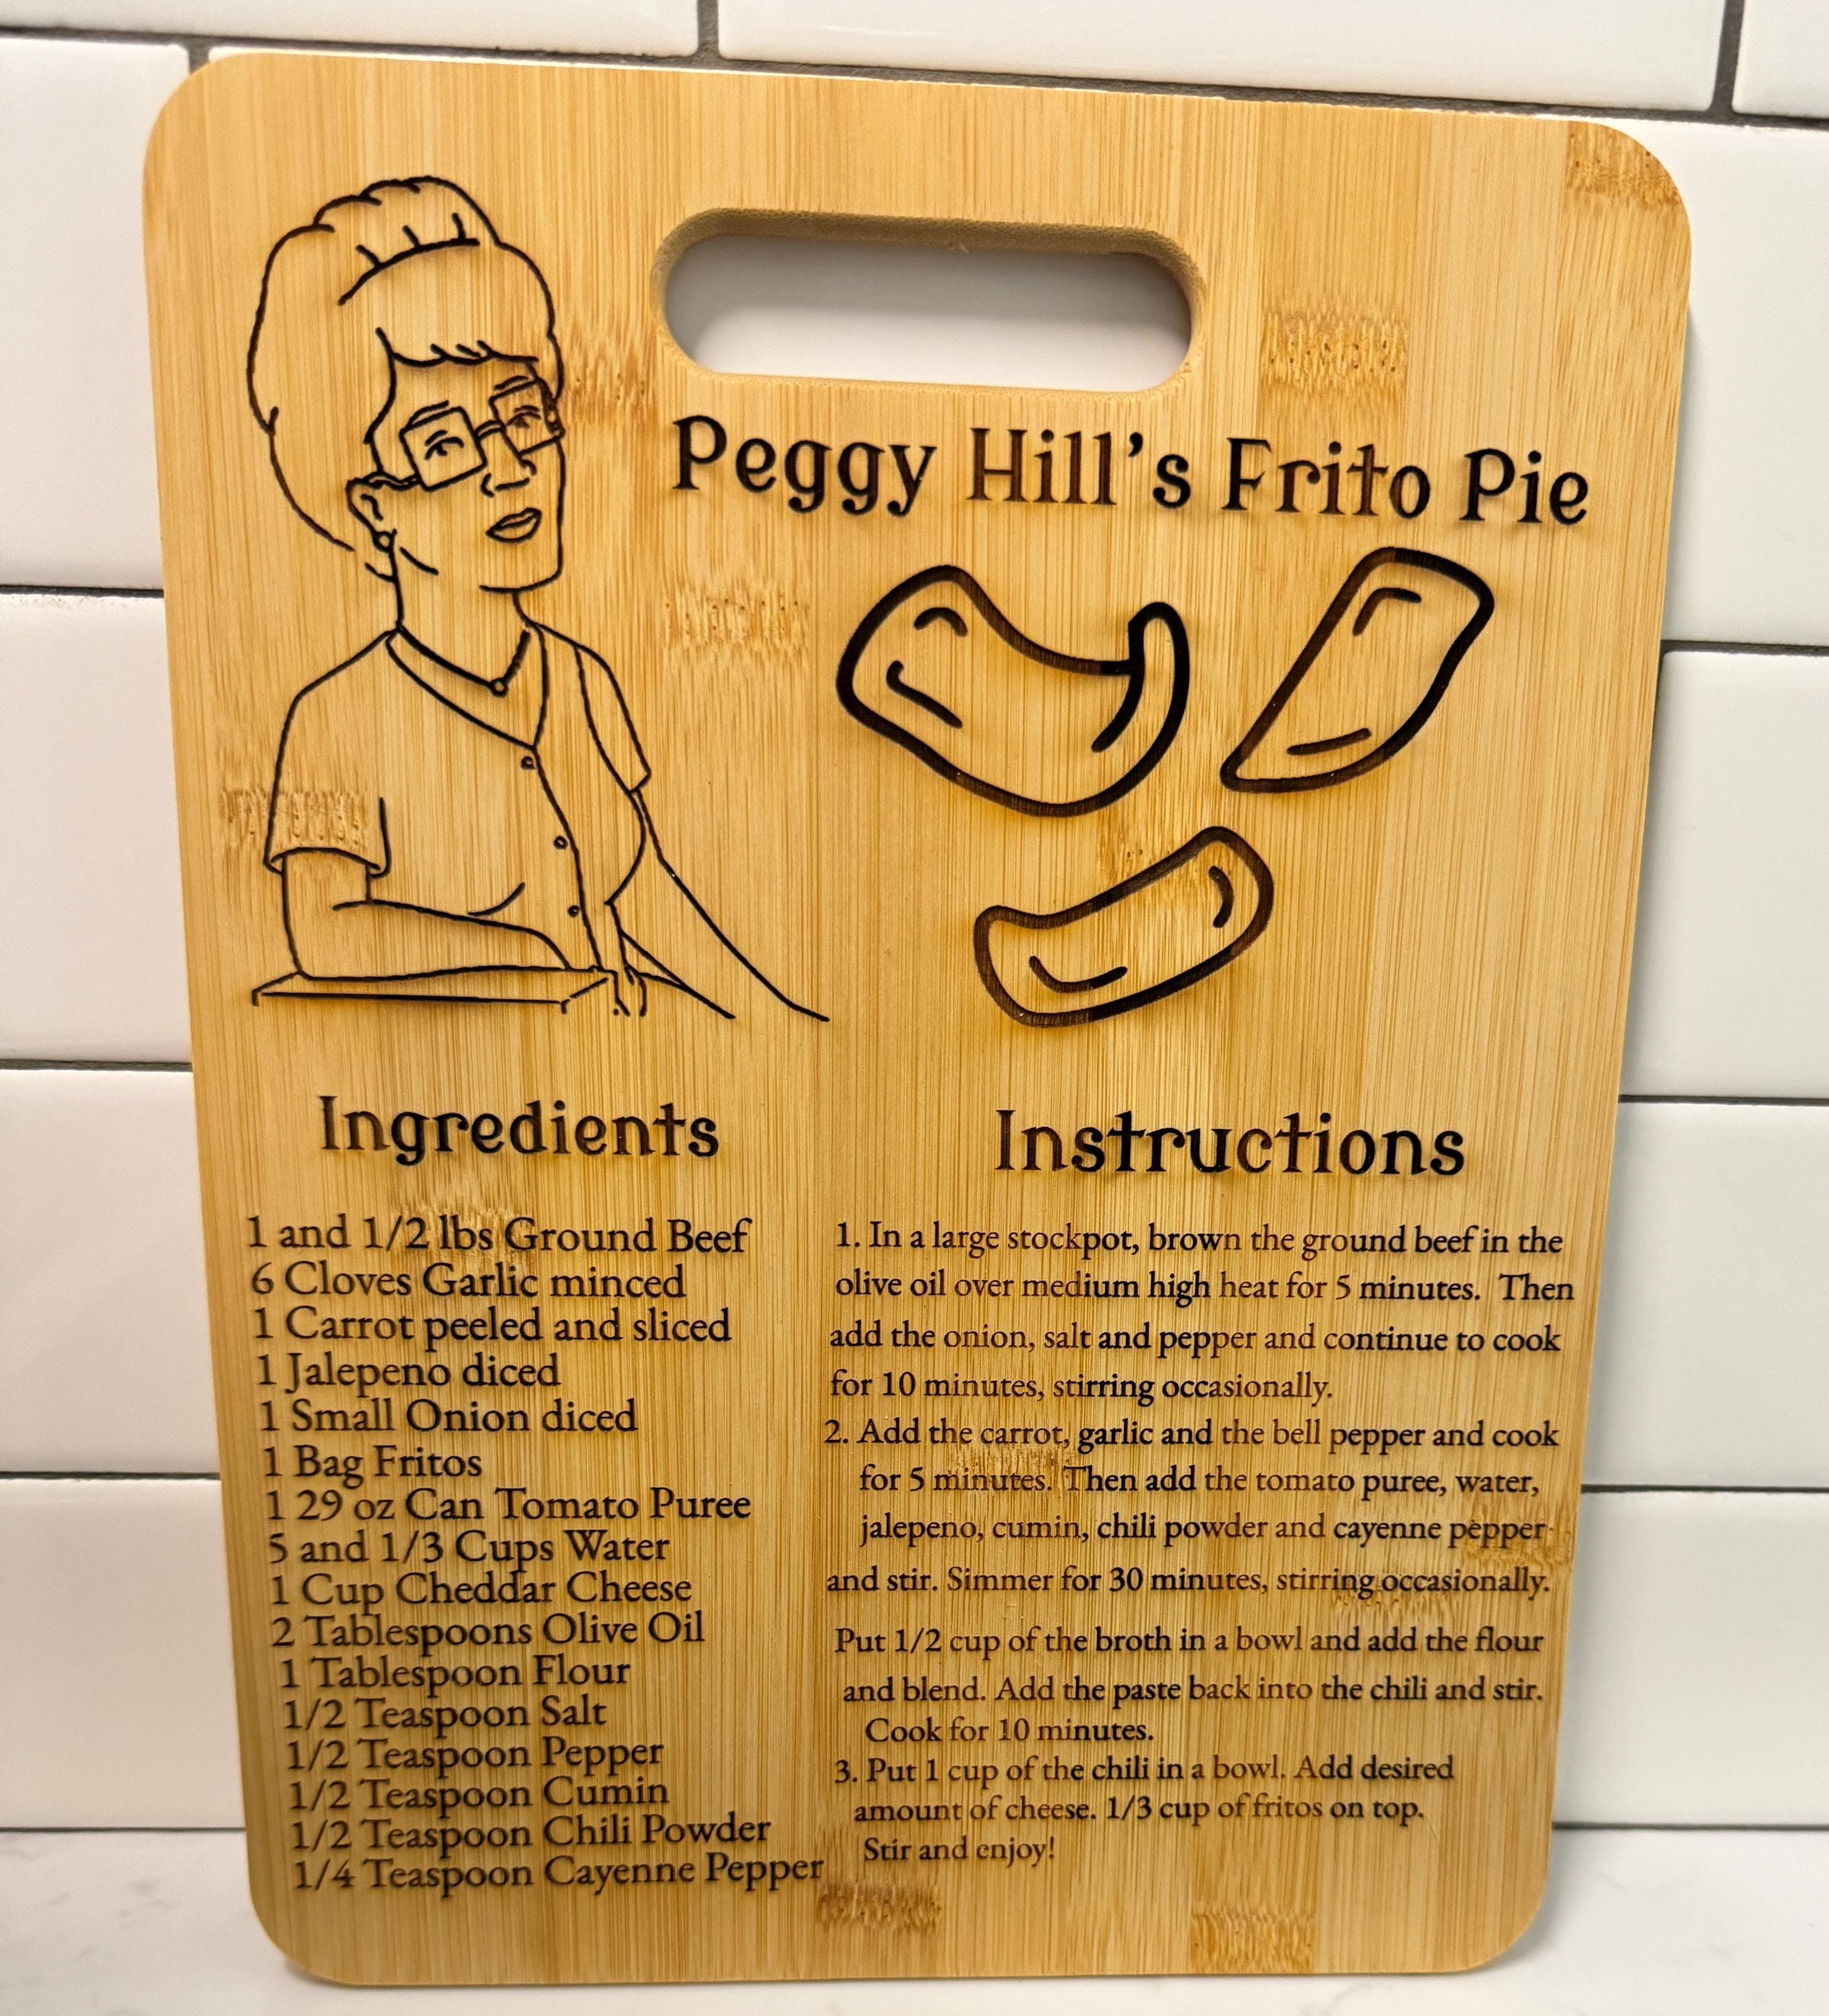 Peggy Hill's Frito Pie
Ingredients
1 and 1/2 lbs Ground Beef
6 Cloves Garlic minced
1 Carrot peeled and sliced
1 Jalepeno diced
1 Small Onion diced
1 Bag Fritos
1 29 oz Can Tomato Puree
5 and 1/3 Cups Water
1 Cup Cheddar Cheese
2 Tablespoons Olive Oil
1 Tablespoon Flour
1/2 Teaspoon Salt
1/2 Teaspoon Pepper
1/2 Teaspoon Cumin
1/2 Teaspoon Chili Powder
1/4 Teaspoon Cayenne Pepper
Instructions
1. In a large stockpot, brown the ground beef in the
olive oil over medium high heat for 5 minutes. Then
add the onion, salt and pepper and continue to cook
for 10 minutes, stirring occasionally.
2. Add the carrot, garlic and the bell pepper and cook
for 5 minutes. Then add the tomato puree, water,
jalepeno, cumin, chili powder and cayenne pepper
and stir. Simmer for 30 minutes, stirring occasionally.
Put 1/2 cup of the broth in a bowl and add the flour
and blend. Add the paste back into the chili and stir.
Cook for 10 minutes.
3. Put 1 cup of the chili in a bowl. Add desired
amount of cheese. 1/3 cup of fritos on top.
Stir and enjoy!